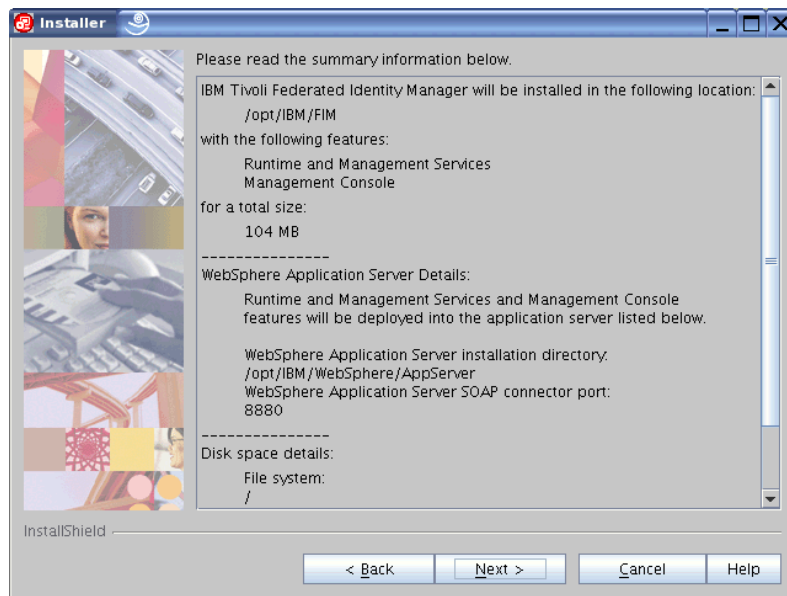 Installer
Please read the summary information below.
IBM Tivoli Federated Identity Manager will be installed in the following location:
/opt/IBM/FIM
with the following features:
Runtime and Management Services
Management Console
for a total size:
104 MB
---------------
WebSphere Application Server Details:
Runtime and Management Services and Management Console
features will be deployed into the application server listed below.
WebSphere Application Server installation directory:
/opt/IBM/WebSphere/AppServer
WebSphere Application Server SOAP connector port:
8880
---------------
Disk space details:
File system:
/
InstallShield
< Back
Next >
Cancel
Help